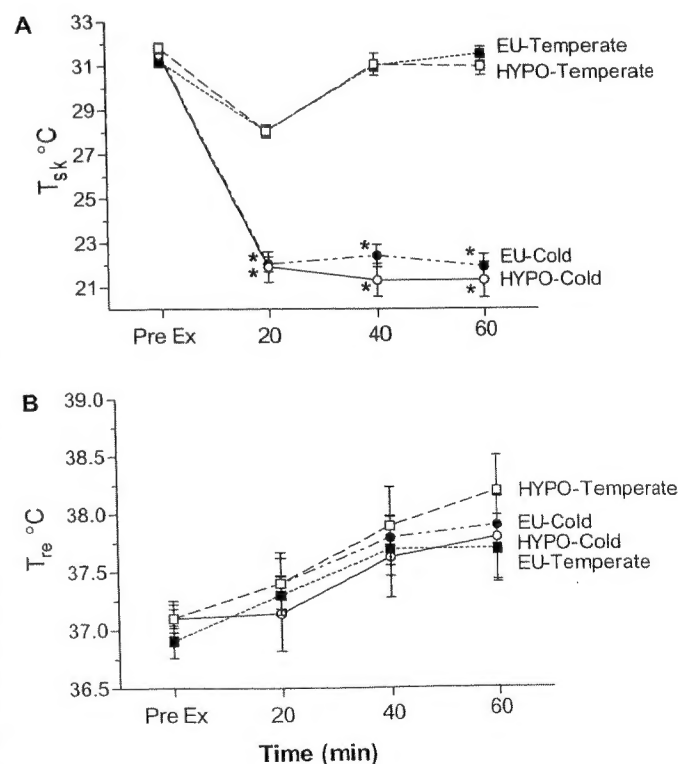 A
T sk °C
33
31
29
27
25
23
21
EU-Temperate
HYPO-Temperate
* * * * * *
EU-Cold
HYPO-Cold
Pre Ex 20 40 60
B
T re °C
39.0
38.5
38.0
37.5
37.0
36.5
HYPO-Temperate
EU-Cold
HYPO-Cold
EU-Temperate
Pre Ex 20 40 60
Time (min)